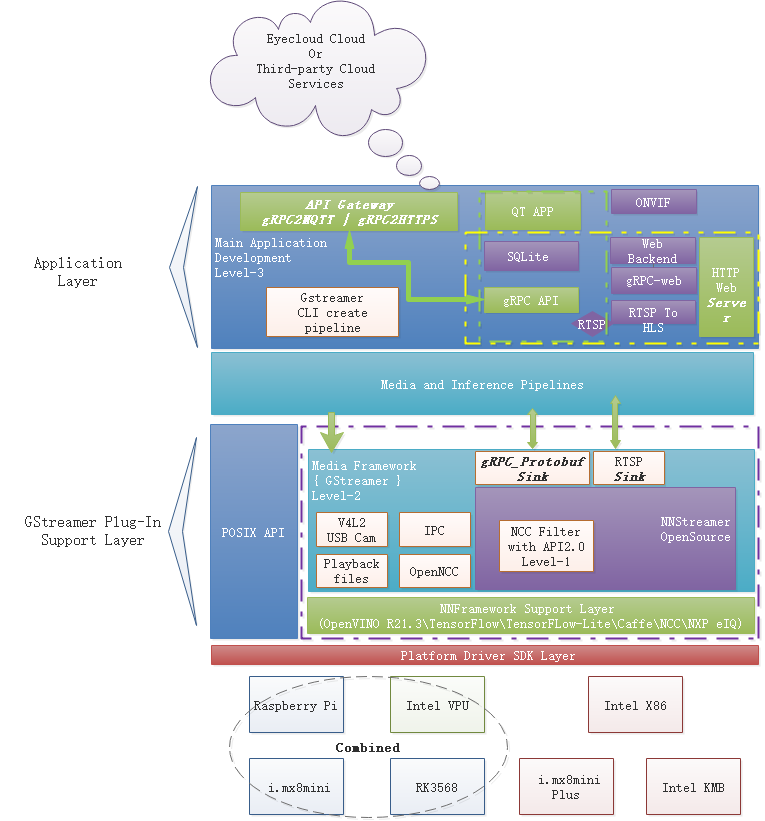 Eyecloud Cloud
Or
Third-party Cloud
Services
API Gateway
gRPC2MQTT / gRPC2HTTPS
QT APP
ONVIF
Main Application
Development
Level-3
SQLite
Web
Backend
HTTP
Web
Serve
r
gRPC-web
Application
Layer
Gstreamer
CLI create
pipeline
gRPC API
RTSP
RTSP To
HLS
Media and Inference Pipelines
GStreamer Plug-In
Support Layer
POSIX API
Media Framework
{ GStreamer }
Level-2
gRPC_Protobuf
Sink
RTSP
Sink
V4L2
USB Cam
IPC
NCC Filter
with API2.0
Level-1
NNStreamer
OpenSource
Playback
files
OpenNCC
NNFramework Support Layer
(OpenVINO R21.3\TensorFlow\TensorFLow-Lite\Caffe\NCC\NXP eIQ)
Platform Driver SDK Layer
Raspberry Pi
Intel VPU
Intel X86
Combined
i.mx8mini
RK3568
i.mx8mini
Plus
Intel KMB